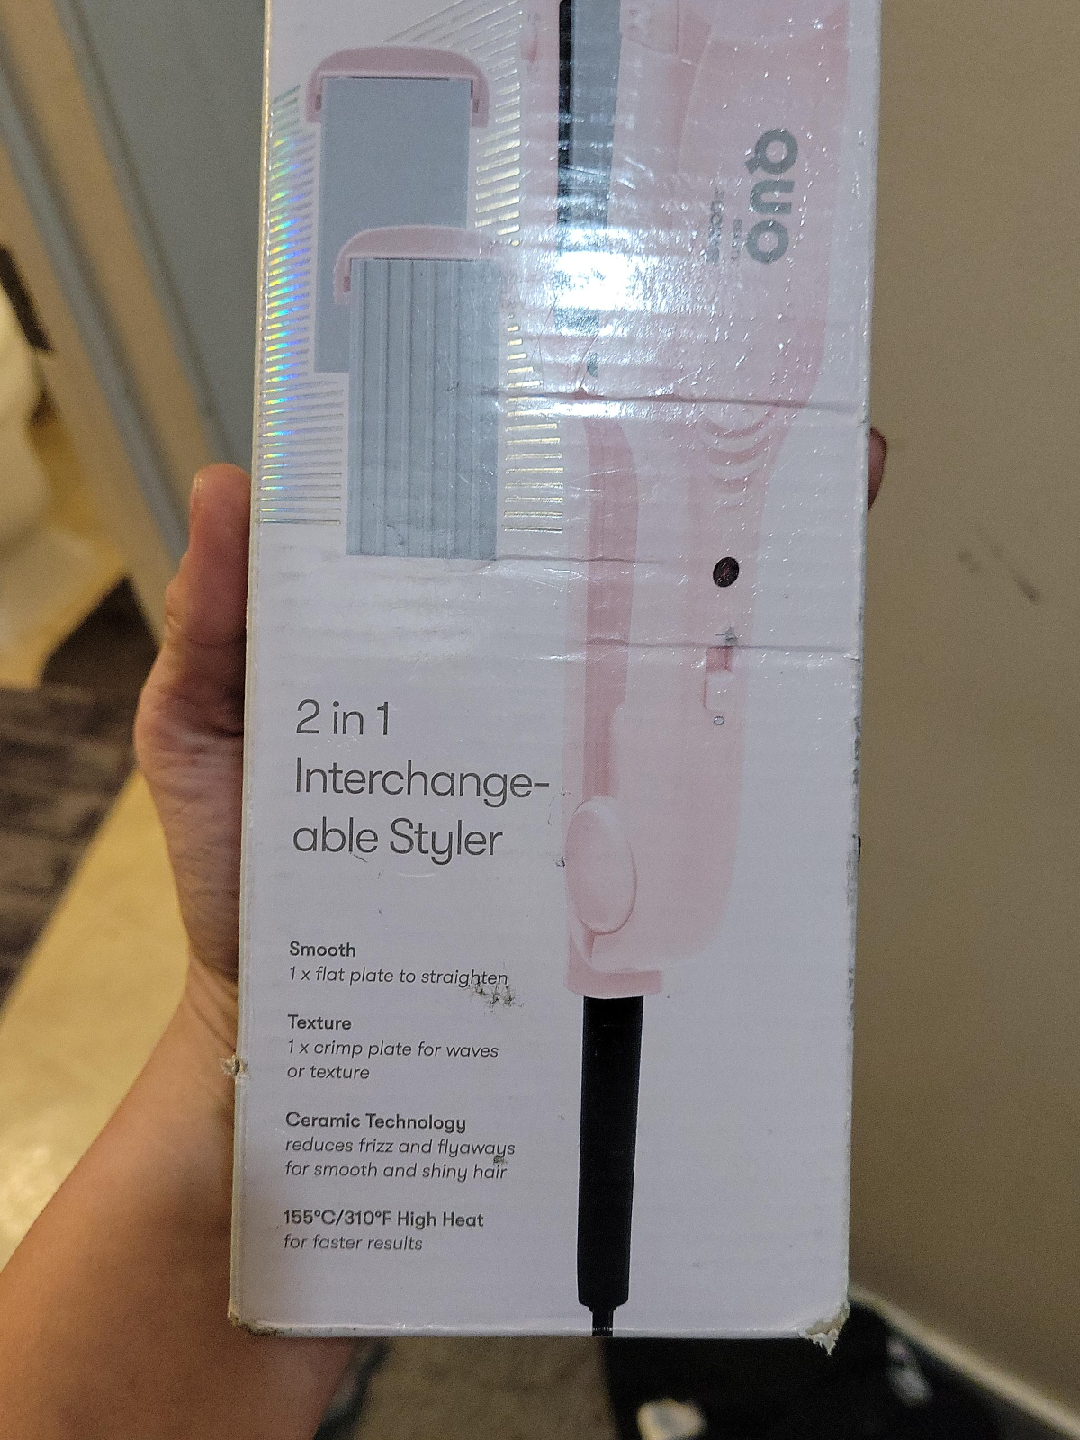 2 in 1
Interchange-
able Styler
Smooth
1 x flat plate to straighten
Texture
1 x crimp plate for waves
or texture
Ceramic Technology
reduces frizz and flyaways
for smooth and shiny hair
155°C/310°F High Heat
for faster results
0